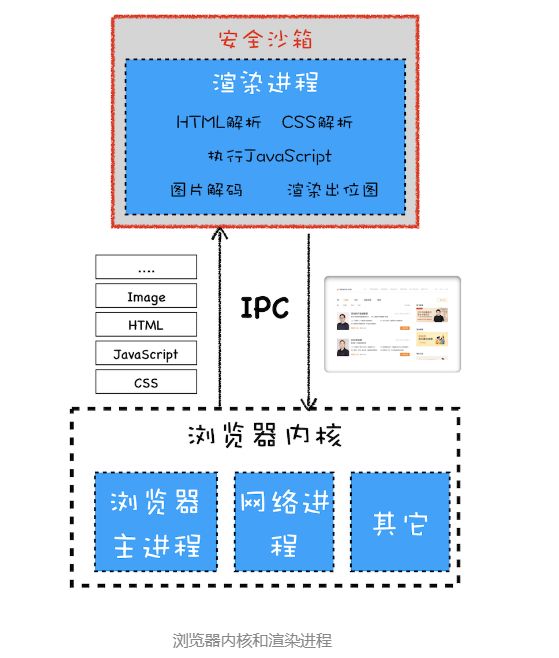 安全沙箱
渲染进程
HTML解析 CSS解析
执行JavaScript
图片解码 渲染出位图
....
Image
HTML
JavaScript
CSS
IPC
浏览器内核
浏览器
主进程
网络进
程
其它
浏览器内核和渲染进程